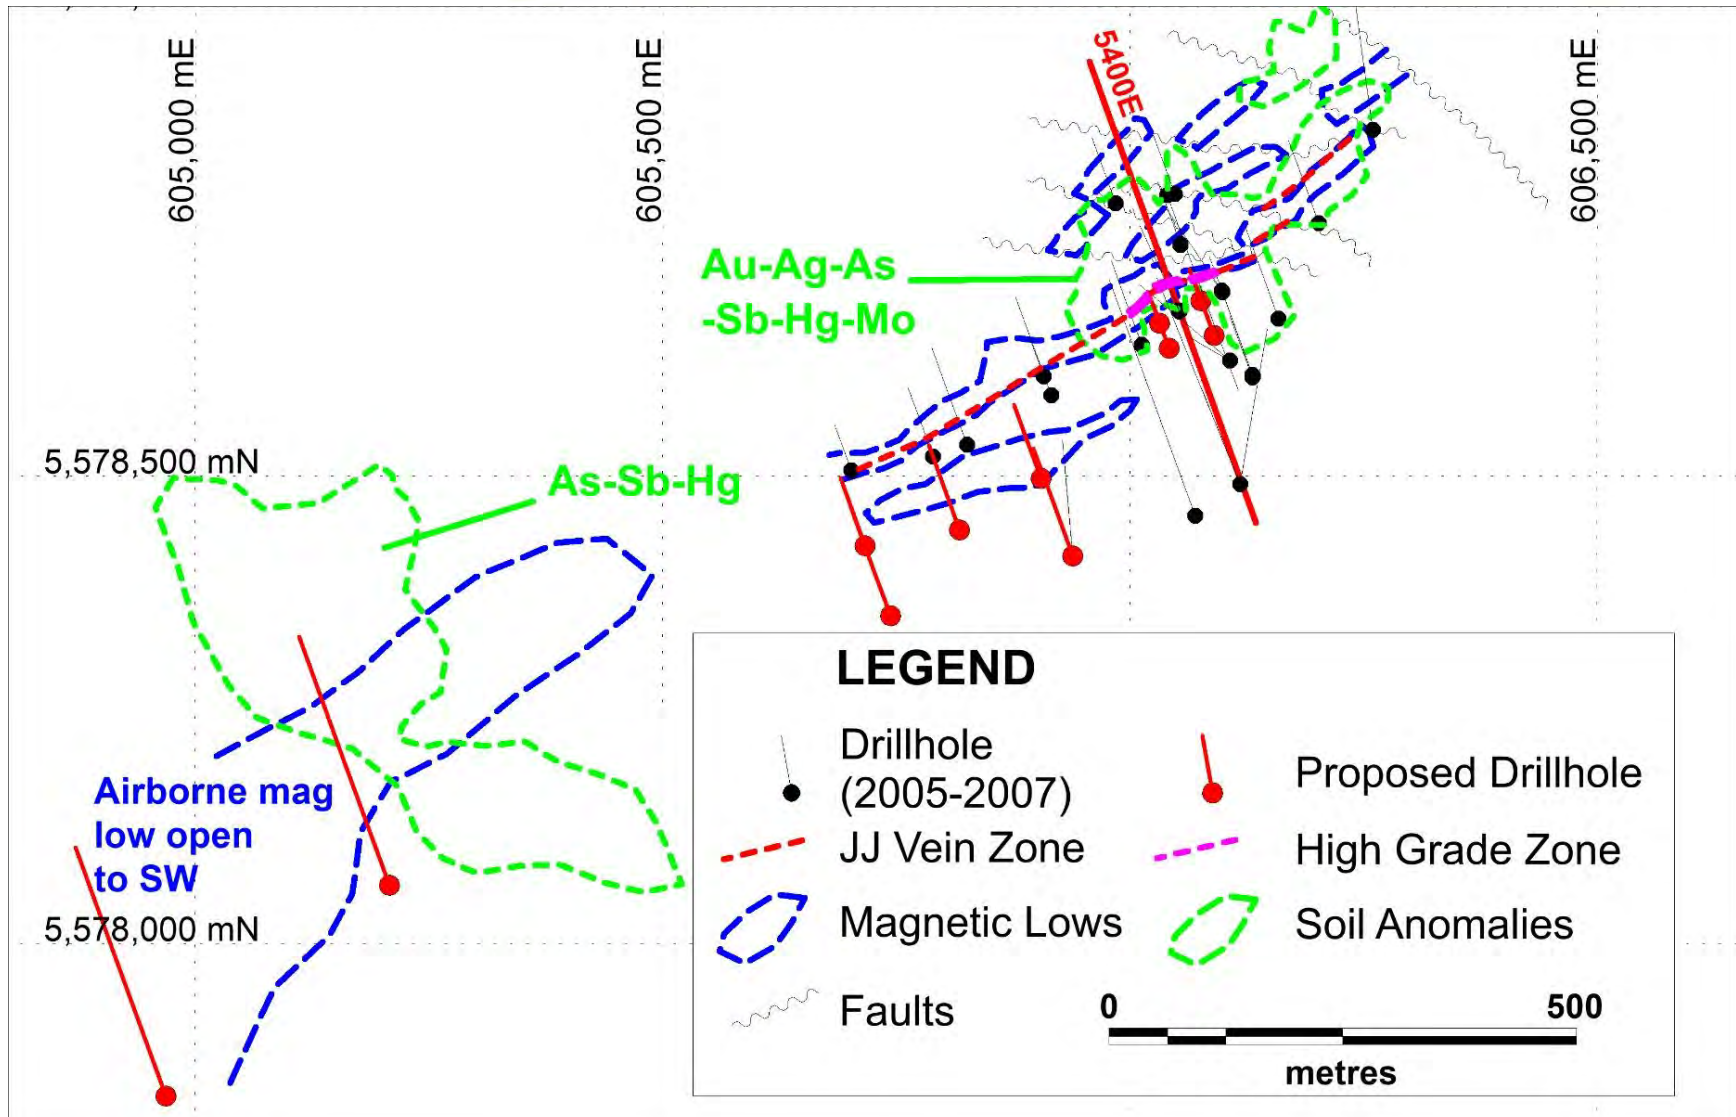 605,000 mE
605,500 mE
5400E
606,500 mE
Au-Ag-As
-Sb-Hg-Mo
5,578,500 mN
As-Sb-Hg
Airborne mag
low open
to SW
5,578,000 mN
LEGEND
Drillhole
(2005-2007)
Proposed Drillhole
JJ Vein Zone
High Grade Zone
Magnetic Lows
Soil Anomalies
Faults
0
500
metres